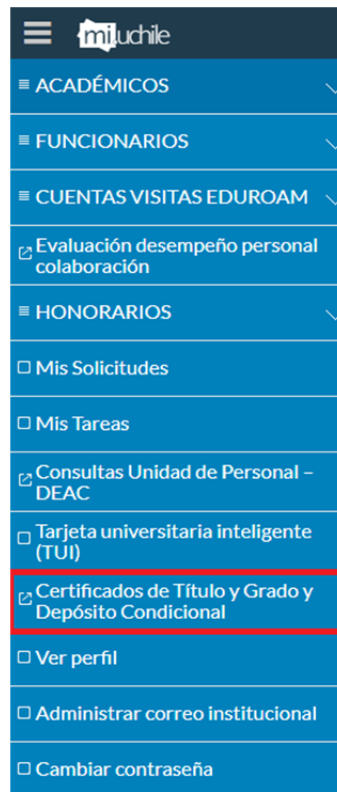 mi.uchile
ACADÉMICOS
FUNCIONARIOS
CUENTAS VISITAS EDUROAM
Evaluación desempeño personal
colaboración
HONORARIOS
Mis Solicitudes
Mis Tareas
Consultas Unidad de Personal –
DEAC
Tarjeta universitaria inteligente
(TUI)
Certificados de Título y Grado y
Depósito Condicional
Ver perfil
Administrar correo institucional
Cambiar contraseña